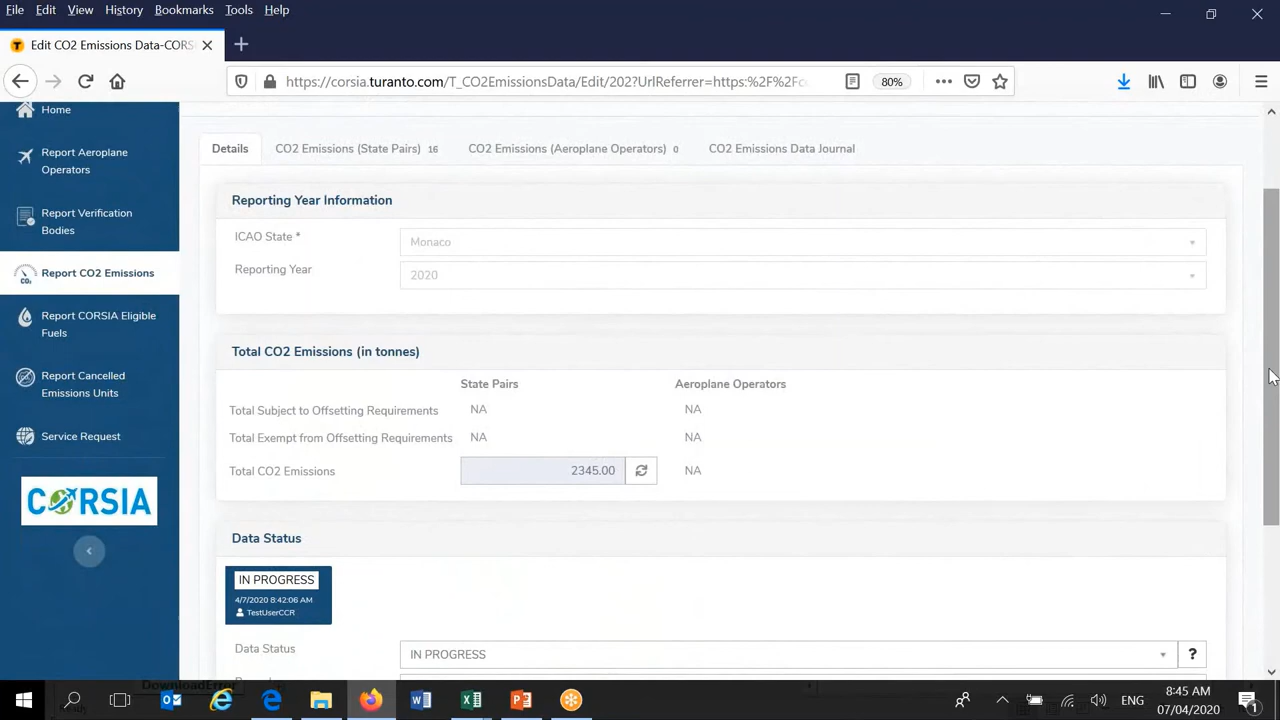 File Edit View History Bookmarks Tools Help
Edit CO2 Emissions Data-CORS
https://corsia.turanto.com/T_CO2EmissionsData/Edit/202?UrlReferrer=https:%2F%2Fc
80%
Home
Report Aeroplane
Operators
Report Verification
Bodies
Report CO2 Emissions
Report CORSIA Eligible
Fuels
Report Cancelled
Emissions Units
Service Request
CORSIA
Details CO2 Emissions (State Pairs) 16 CO2 Emissions (Aeroplane Operators) 0 CO2 Emissions Data Journal
Reporting Year Information
ICAO State * Monaco
Reporting Year 2020
Total CO2 Emissions (in tonnes)
State Pairs Aeroplane Operators
Total Subject to Offsetting Requirements NA NA
Total Exempt from Offsetting Requirements NA NA
Total CO2 Emissions 2345.00 NA
Data Status
IN PROGRESS
4/7/2020 8:42:06 AM
TestUserCCR
Data Status IN PROGRESS ?
DownloadError
ENG
8:45 AM
07/04/2020
1